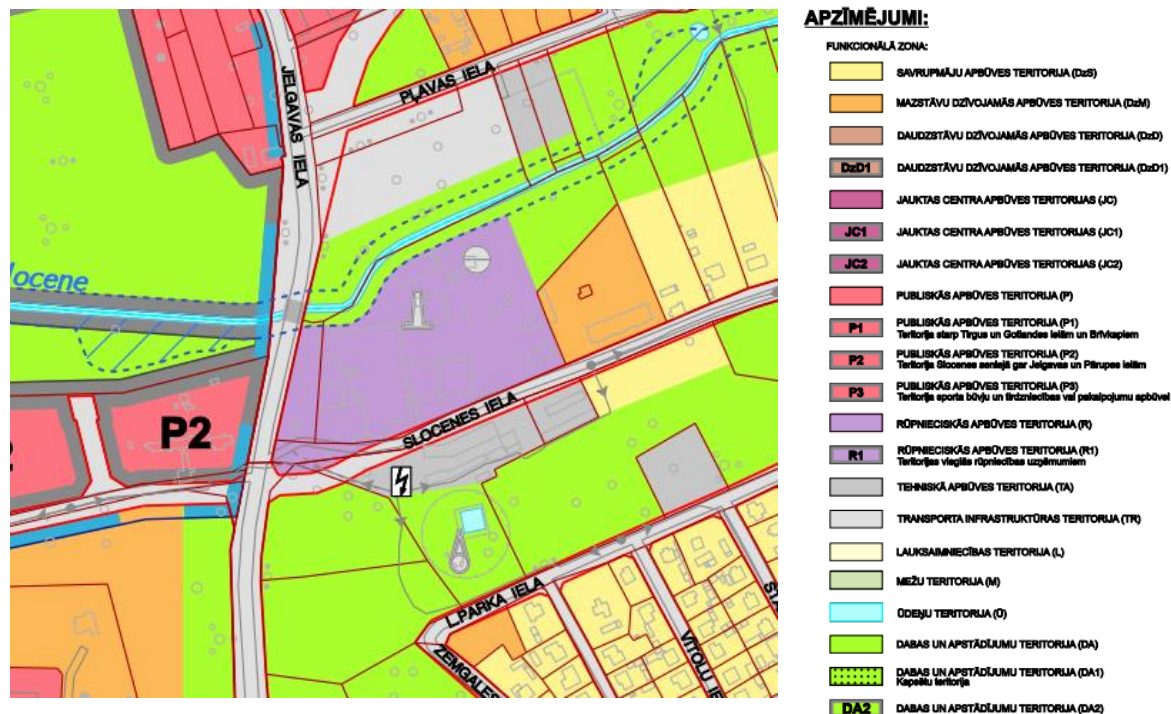 JELGAVAS IELA
PĻAVAS IELA
locene
P2
SLOCENES IELA
L.PARKA IELA
ZEMGALES
VĪTOLU IE
STA
APZĪMĒJUMI:
FUNKCIONĀLĀ ZONA:
SAVRUPMĀJU APBŪVES TERITORIJA (DzS)
MAZSTĀVU DZĪVOJAMĀS APBŪVES TERITORIJA (DzM)
DAUDZSTĀVU DZĪVOJAMĀS APBŪVES TERITORIJA (DzD)
DzD1 DAUDZSTĀVU DZĪVOJAMĀS APBŪVES TERITORIJA (DzD1)
JAUKTAS CENTRA APBŪVES TERITORIJAS (JC)
JC1 JAUKTAS CENTRA APBŪVES TERITORIJAS (JC1)
JC2 JAUKTAS CENTRA APBŪVES TERITORIJAS (JC2)
PUBLISKĀS APBŪVES TERITORIJA (P)
P1 PUBLISKĀS APBŪVES TERITORIJA (P1)
Teritorija starp Tirgus un Gotlandes ielām un Brīvkapiem
P2 PUBLISKĀS APBŪVES TERITORIJA (P2)
Teritorija Slocenes senlejā gar Jelgavas un Pārupes ielām
P3 PUBLISKĀS APBŪVES TERITORIJA (P3)
Teritorija sporta būvju un tirdzniecības vai pakalpojumu apbūvei
RŪPNIECISKĀS APBŪVES TERITORIJA (R)
R1 RŪPNIECISKĀS APBŪVES TERITORIJA (R1)
Teritorijas vieglās rūpniecības uzņēmumiem
TEHNISKĀ APBŪVES TERITORIJA (TA)
TRANSPORTA INFRASTRUKTŪRAS TERITORIJA (TR)
LAUKSAIMNIECĪBAS TERITORIJA (L)
MEŽU TERITORIJA (M)
ŪDEŅU TERITORIJA (Ū)
DABAS UN APSTĀDĪJUMU TERITORIJA (DA)
DABAS UN APSTĀDĪJUMU TERITORIJA (DA1)
Kapsētu teritorija
DA2 DABAS UN APSTĀDĪJUMU TERITORIJA (DA2)